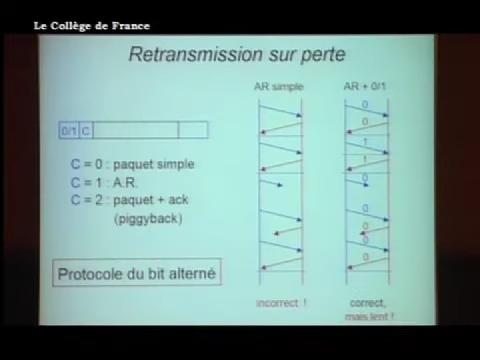 Le Collège de France
Retransmission sur perte
AR simple
AR + 0/1
0/1 C
C = 0 : paquet simple
C = 1 : A.R.
C = 2 : paquet + ack
(piggyback)
Protocole du bit alterné
0
0
1
1
0
0
0
0
0
incorrect !
correct,
mais lent !